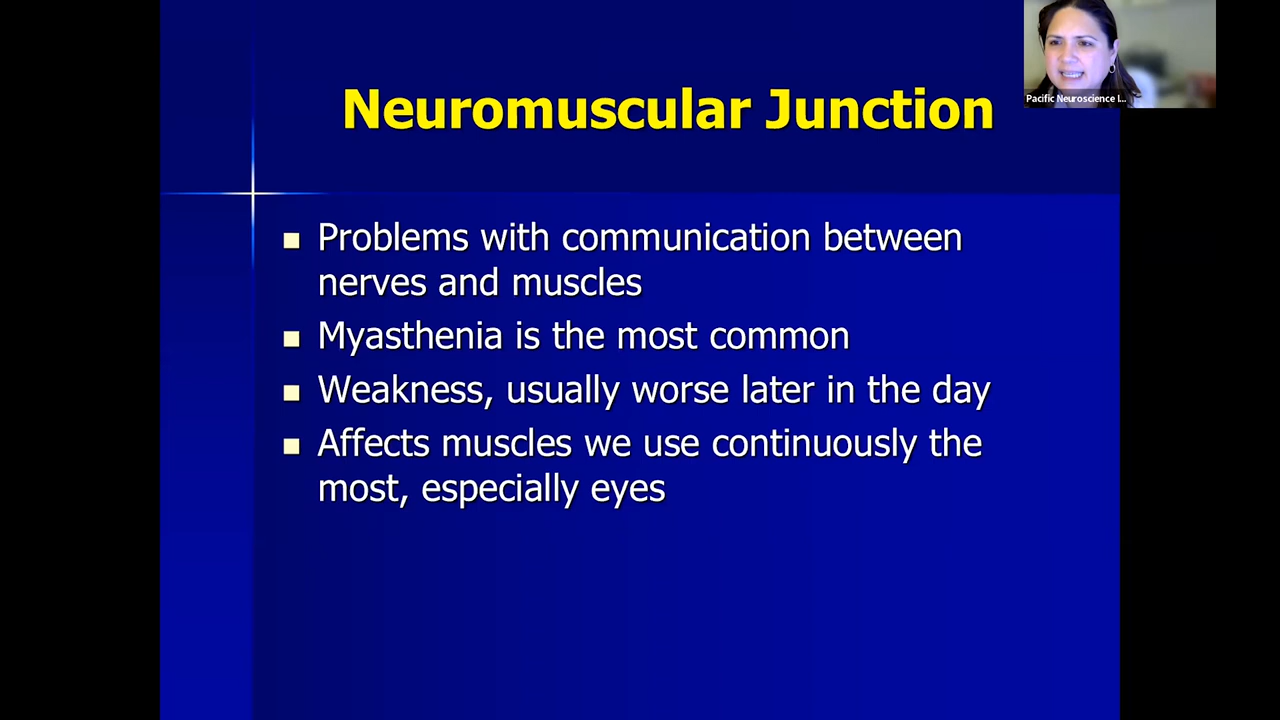 Neuromuscular Junction
Pacific Neuroscience I...
Problems with communication between
nerves and muscles
Myasthenia is the most common
Weakness, usually worse later in the day
Affects muscles we use continuously the
most, especially eyes